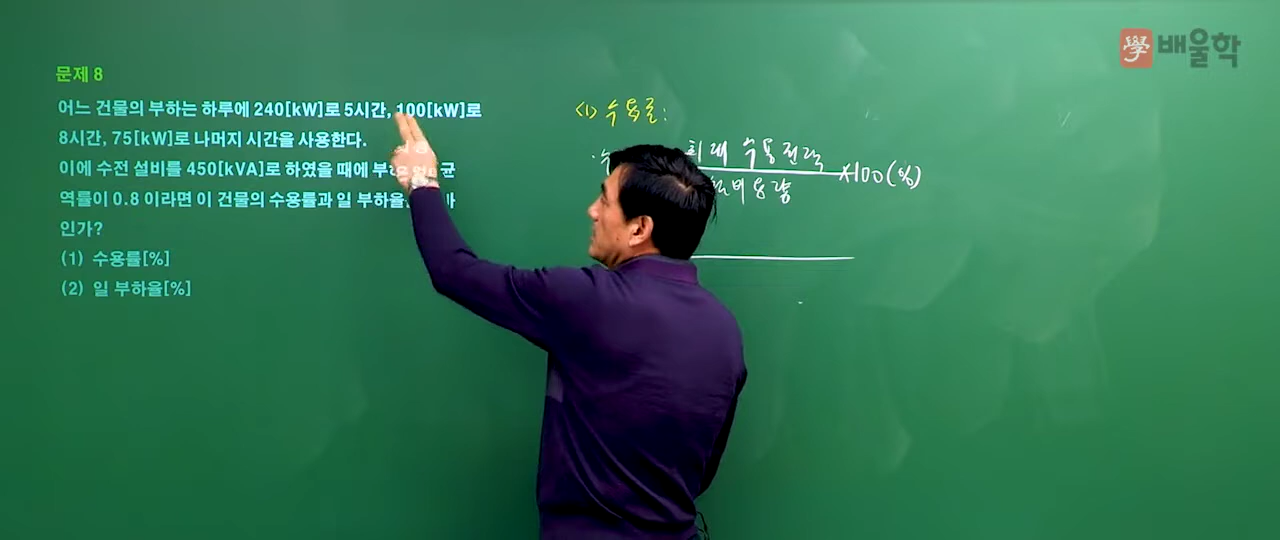 學 배울학
문제 8
어느 건물의 부하는 하루에 240[kW]로 5시간, 100[kW]로
8시간, 75[kW]로 나머지 시간을 사용한다.
이에 수전 설비를 450[kVA]로 하였을 때에 부하 균
역률이 0.8 이라면 이 건물의 수용률과 일 부하율
인가?
(1) 수용률[%]
(2) 일 부하율[%]
<1> 수용률:
최대 수용전력
×100(%)
설비용량